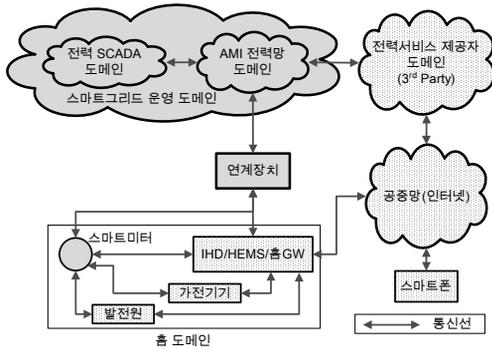 전력 SCADA
도메인
AMI 전력망
도메인
스마트그리드 운영 도메인
전력서비스 제공자
도메인
(3rd Party)
연계장치
공중망(인터넷)
스마트미터
IHD/HEMS/홈GW
가전기기
발전원
스마트폰
통신선
홈 도메인